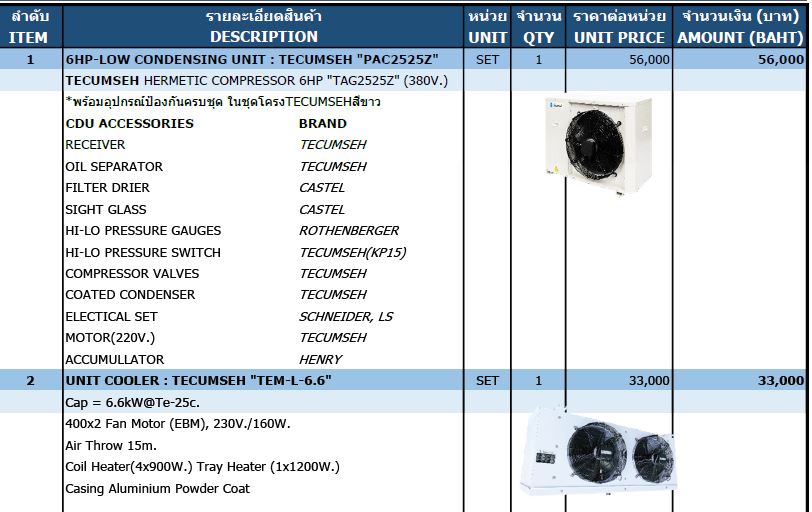 ลำดับ รายละเอียดสินค้า หน่วย จำนวน ราคาต่อหน่วย จำนวนเงิน (บาท)
ITEM DESCRIPTION UNIT QTY UNIT PRICE AMOUNT (BAHT)
1 6HP-LOW CONDENSING UNIT : TECUMSEH "PAC2525Z" SET 1 56,000 56,000
TECUMSEH HERMETIC COMPRESSOR 6HP "TAG2525Z" (380V.)
*พร้อมอุปกรณ์ป้องกันครบชุด ในชุดโครงTECUMSEHสีขาว
CDU ACCESSORIES BRAND
RECEIVER TECUMSEH
OIL SEPARATOR TECUMSEH
FILTER DRIER CASTEL
SIGHT GLASS CASTEL
HI-LO PRESSURE GAUGES ROTHENBERGER
HI-LO PRESSURE SWITCH TECUMSEH(KP15)
COMPRESSOR VALVES TECUMSEH
COATED CONDENSER TECUMSEH
ELECTICAL SET SCHNEIDER, LS
MOTOR(220V.) TECUMSEH
ACCUMULLATOR HENRY
2 UNIT COOLER : TECUMSEH "TEM-L-6.6" SET 1 33,000 33,000
Cap = 6.6kW@Te-25c.
400x2 Fan Motor (EBM), 230V./160W.
Air Throw 15m.
Coil Heater(4x900W.) Tray Heater (1x1200W.)
Casing Aluminium Powder Coat